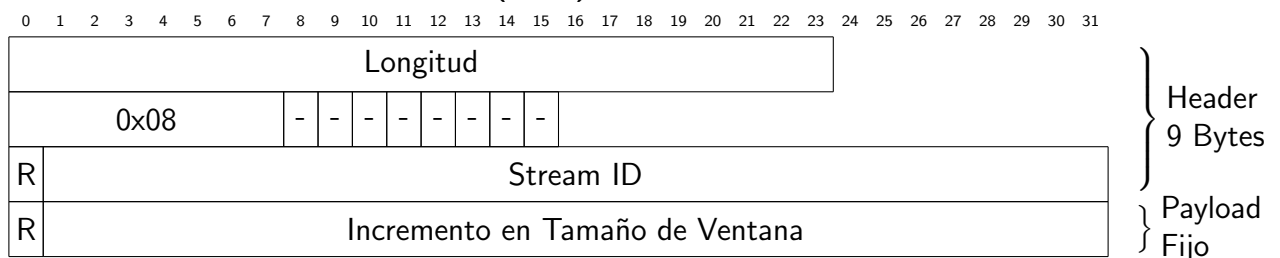 0 1 2 3 4 5 6 7 8 9 10 11 12 13 14 15 16 17 18 19 20 21 22 23 24 25 26 27 28 29 30 31
Longitud
0x08 - - - - - - - -
Header
9 Bytes
R Stream ID
R Incremento en Tamaño de Ventana
Payload
Fijo